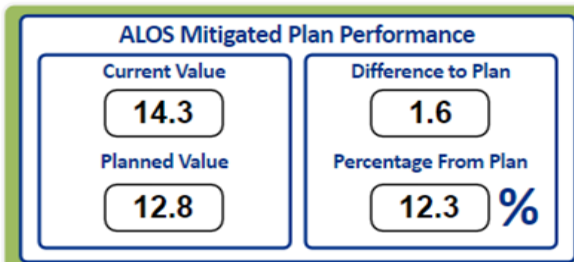 ALOS Mitigated Plan Performance
Current Value
14.3
Planned Value
12.8
Difference to Plan
1.6
Percentage From Plan
12.3 %